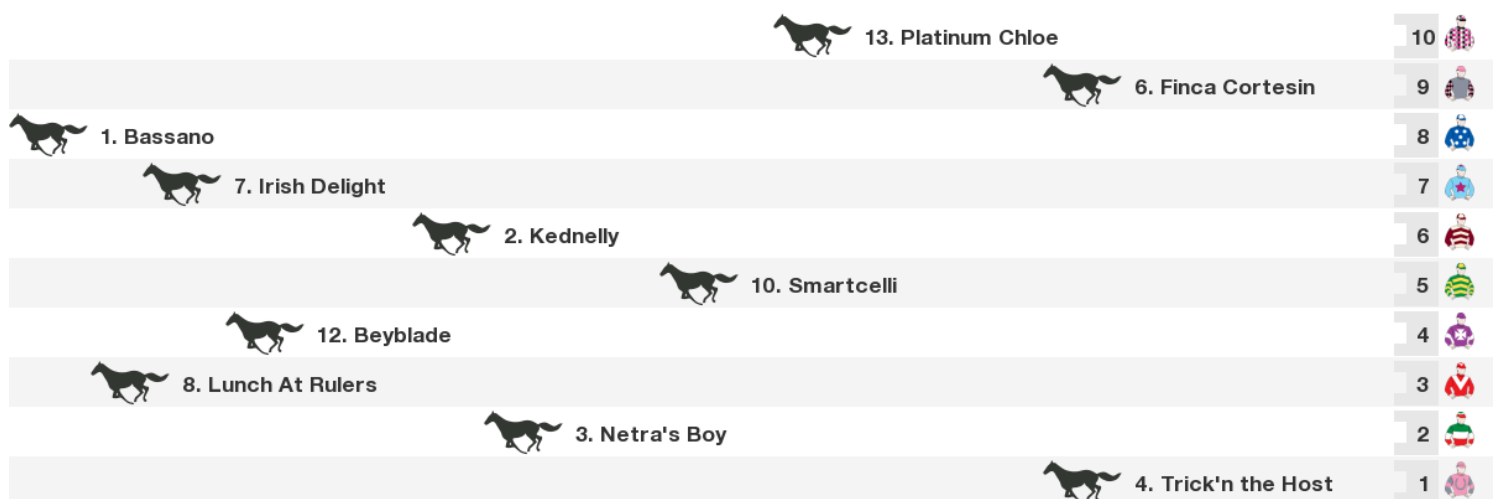 13. Platinum Chloe 10
6. Finca Cortesin 9
1. Bassano 8
7. Irish Delight 7
2. Kednelly 6
10. Smartcelli 5
12. Beyblade 4
8. Lunch At Rulers 3
3. Netra's Boy 2
4. Trick'n the Host 1